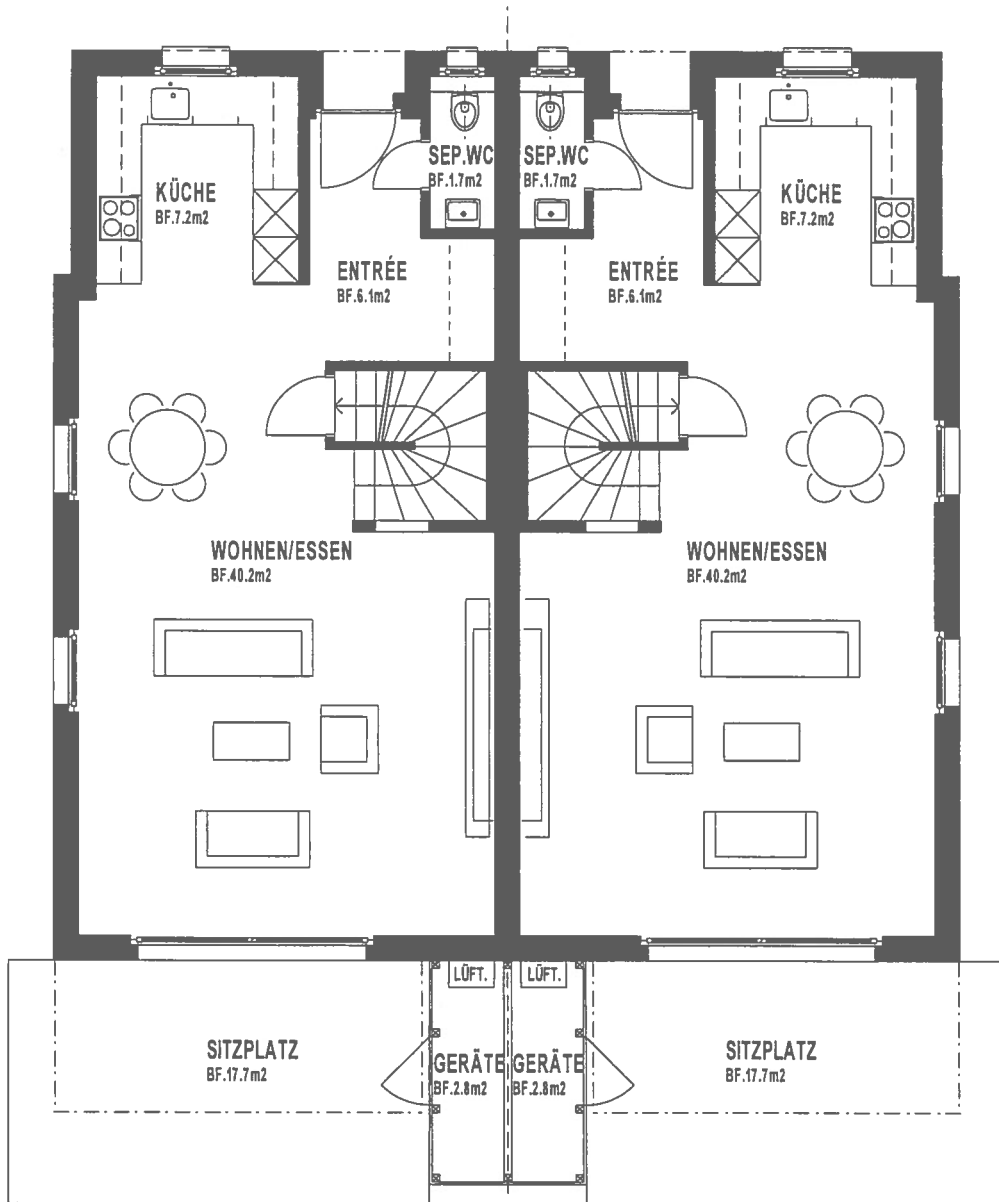 SEP.WC
BF.1.7m2
SEP.WC
BF.1.7m2
KÜCHE
BF.7.2m2
KÜCHE
BF.7.2m2
ENTRÉE
BF.6.1m2
ENTRÉE
BF.6.1m2
WOHNEN/ESSEN
BF.40.2m2
WOHNEN/ESSEN
BF.40.2m2
LÜFT.
LÜFT.
SITZPLATZ
BF.17.7m2
GERÄTE
BF.2.8m2
GERÄTE
BF.2.8m2
SITZPLATZ
BF.17.7m2